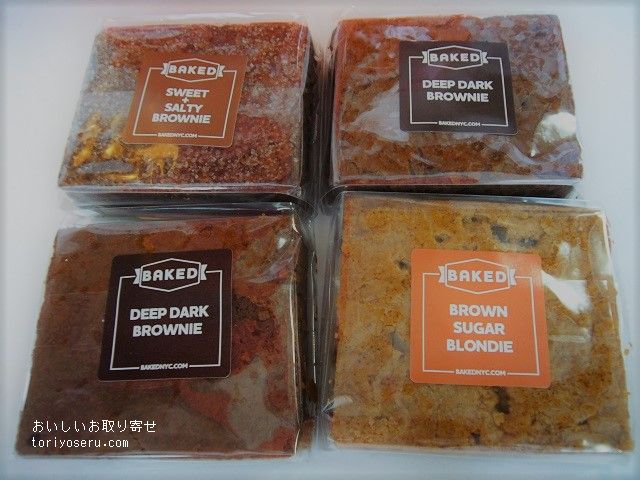 BAKED
SWEET
+
SALTY
BROWNIE
BAKEDNYC.COM
BAKED
DEEP DARK
BROWNIE
BAKEDNYC.COM
BAKED
DEEP DARK
BROWNIE
BAKEDNYC.COM
BAKED
BROWN
SUGAR
BLONDIE
BAKEDNYC.COM
おいしいお取り寄せ
toriyoseru.com